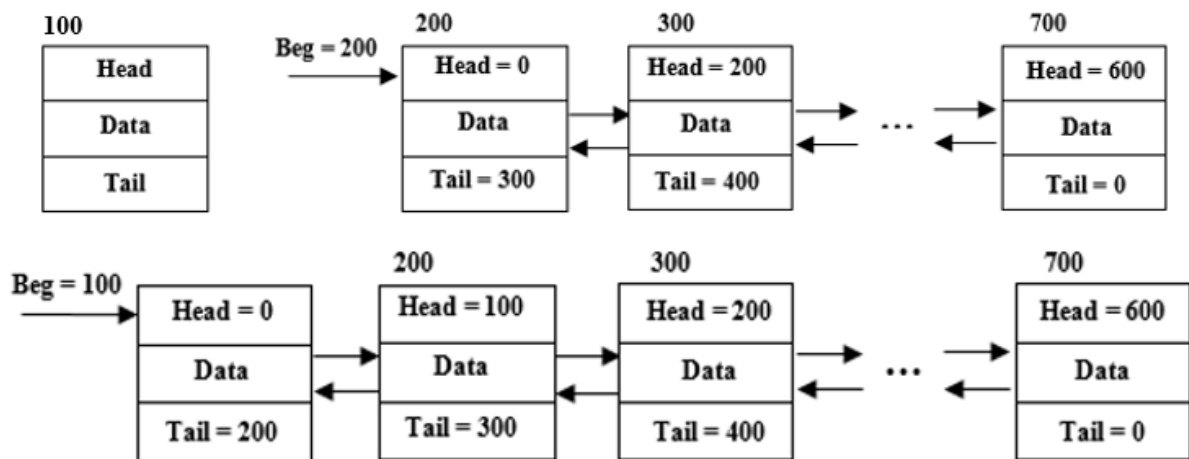 100
Head
Data
Tail
Beg = 200
200
Head = 0
Data
Tail = 300
300
Head = 200
Data
Tail = 400
...
700
Head = 600
Data
Tail = 0
Beg = 100
Head = 0
Data
Tail = 200
200
Head = 100
Data
Tail = 300
300
Head = 200
Data
Tail = 400
...
700
Head = 600
Data
Tail = 0